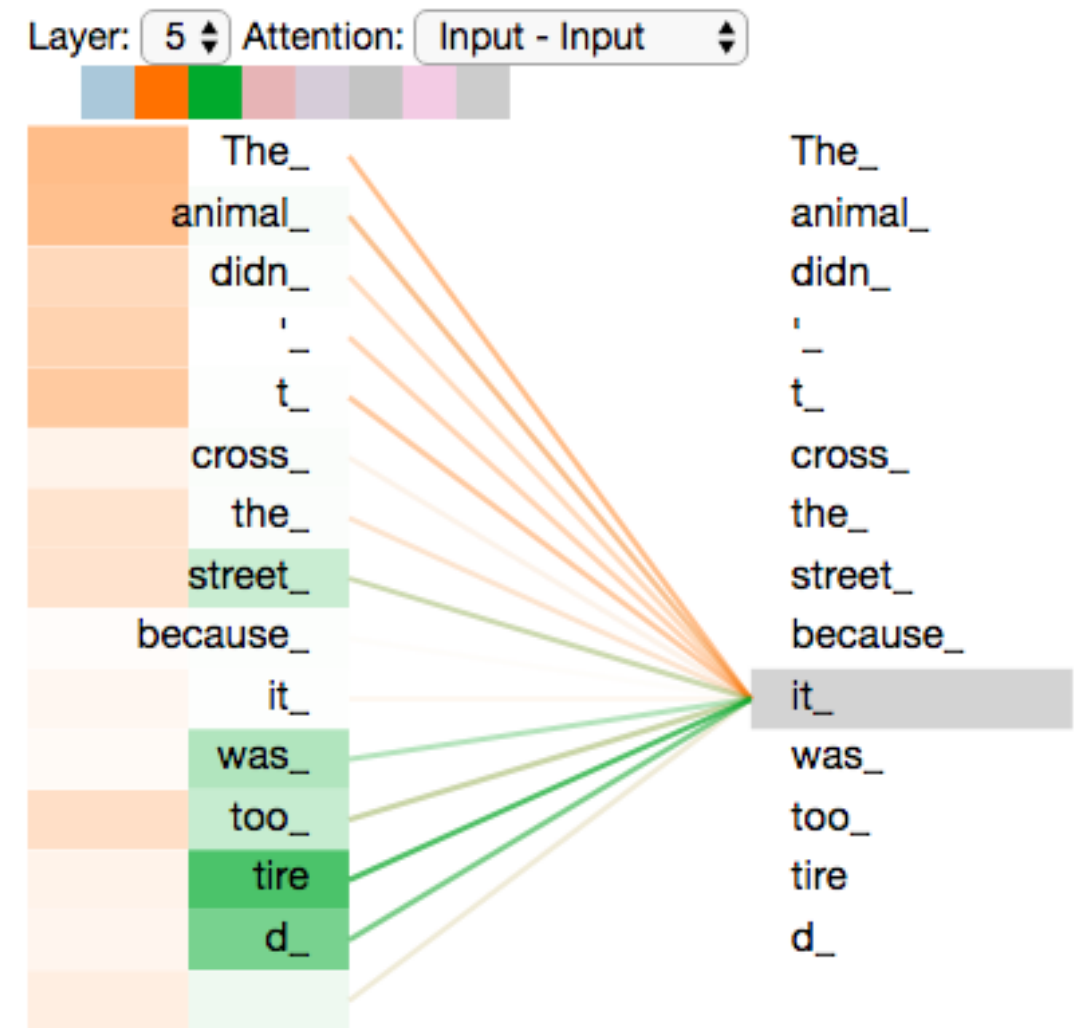 Layer: 5 Attention: Input - Input
The_ The_
animal_ animal_
didn_ didn_
'_ '_
t_ t_
cross_ cross_
the_ the_
street_ street_
because_ because_
it_ it_
was_ was_
too_ too_
tire tire
d_ d_